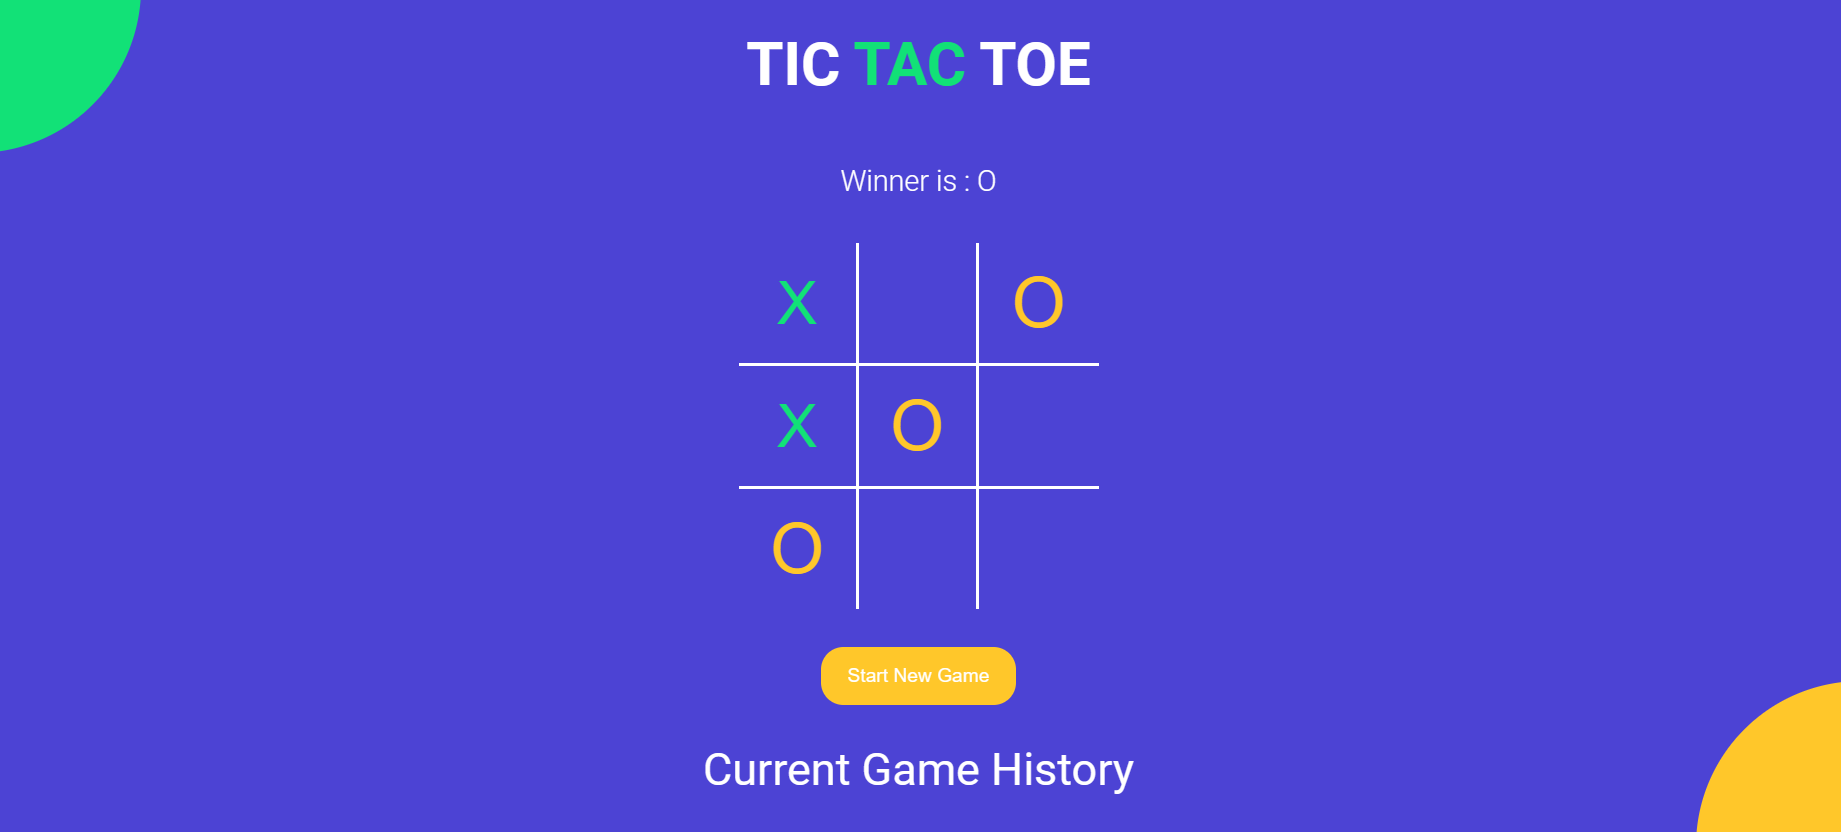 TIC TAC TOE
Winner is : O
X O
X O
O
Start New Game
Current Game History